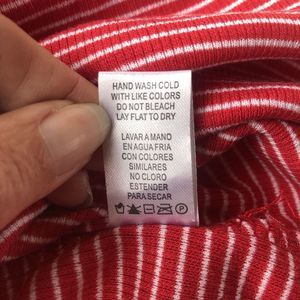 HAND WASH COLD
WITH LIKE COLORS
DO NOT BLEACH
LAY FLAT TO DRY
LAVAR A MANO
EN AGUA FRIA
CON COLORES
SIMILARES
NO CLORO
ESTENDER
PARA SECAR
P